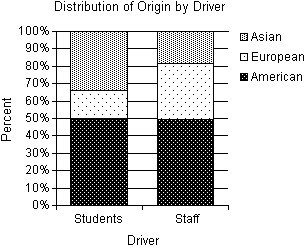 Distribution of Origin by Driver
100%
90%
80%
70%
60%
50%
40%
30%
20%
10%
0%
Percent
Students Staff
Driver
Asian
European
American